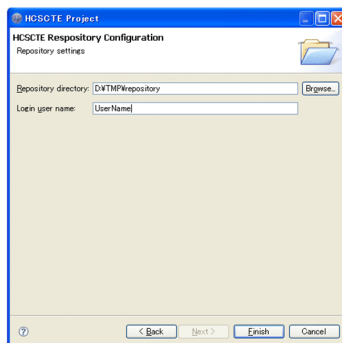 HCSCTE Project
HCSCTE Respository Configuration
Repository settings
Repository directory: D:¥TMP¥repository Browse...
Login user name: UserName
? < Back Next > Finish Cancel